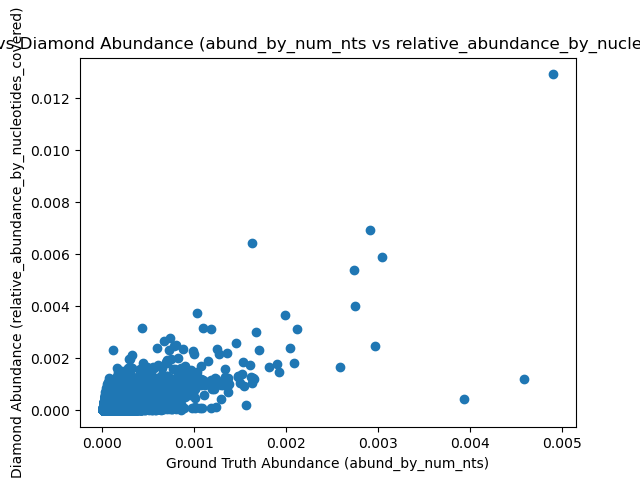 vs Diamond Abundance (abund_by_num_nts vs relative_abundance_by_nucle
Diamond Abundance (relative_abundance_by_nucleotides_covered)
0.012
0.010
0.008
0.006
0.004
0.002
0.000
0.000 0.001 0.002 0.003 0.004 0.005
Ground Truth Abundance (abund_by_num_nts)